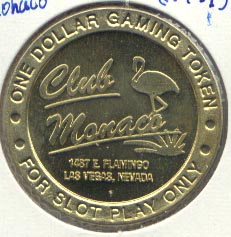 ONE DOLLAR GAMING TOKEN
Club
Monaco
1487 E. FLAMINGO
LAS VEGAS, NEVADA
FOR SLOT PLAY ONLY